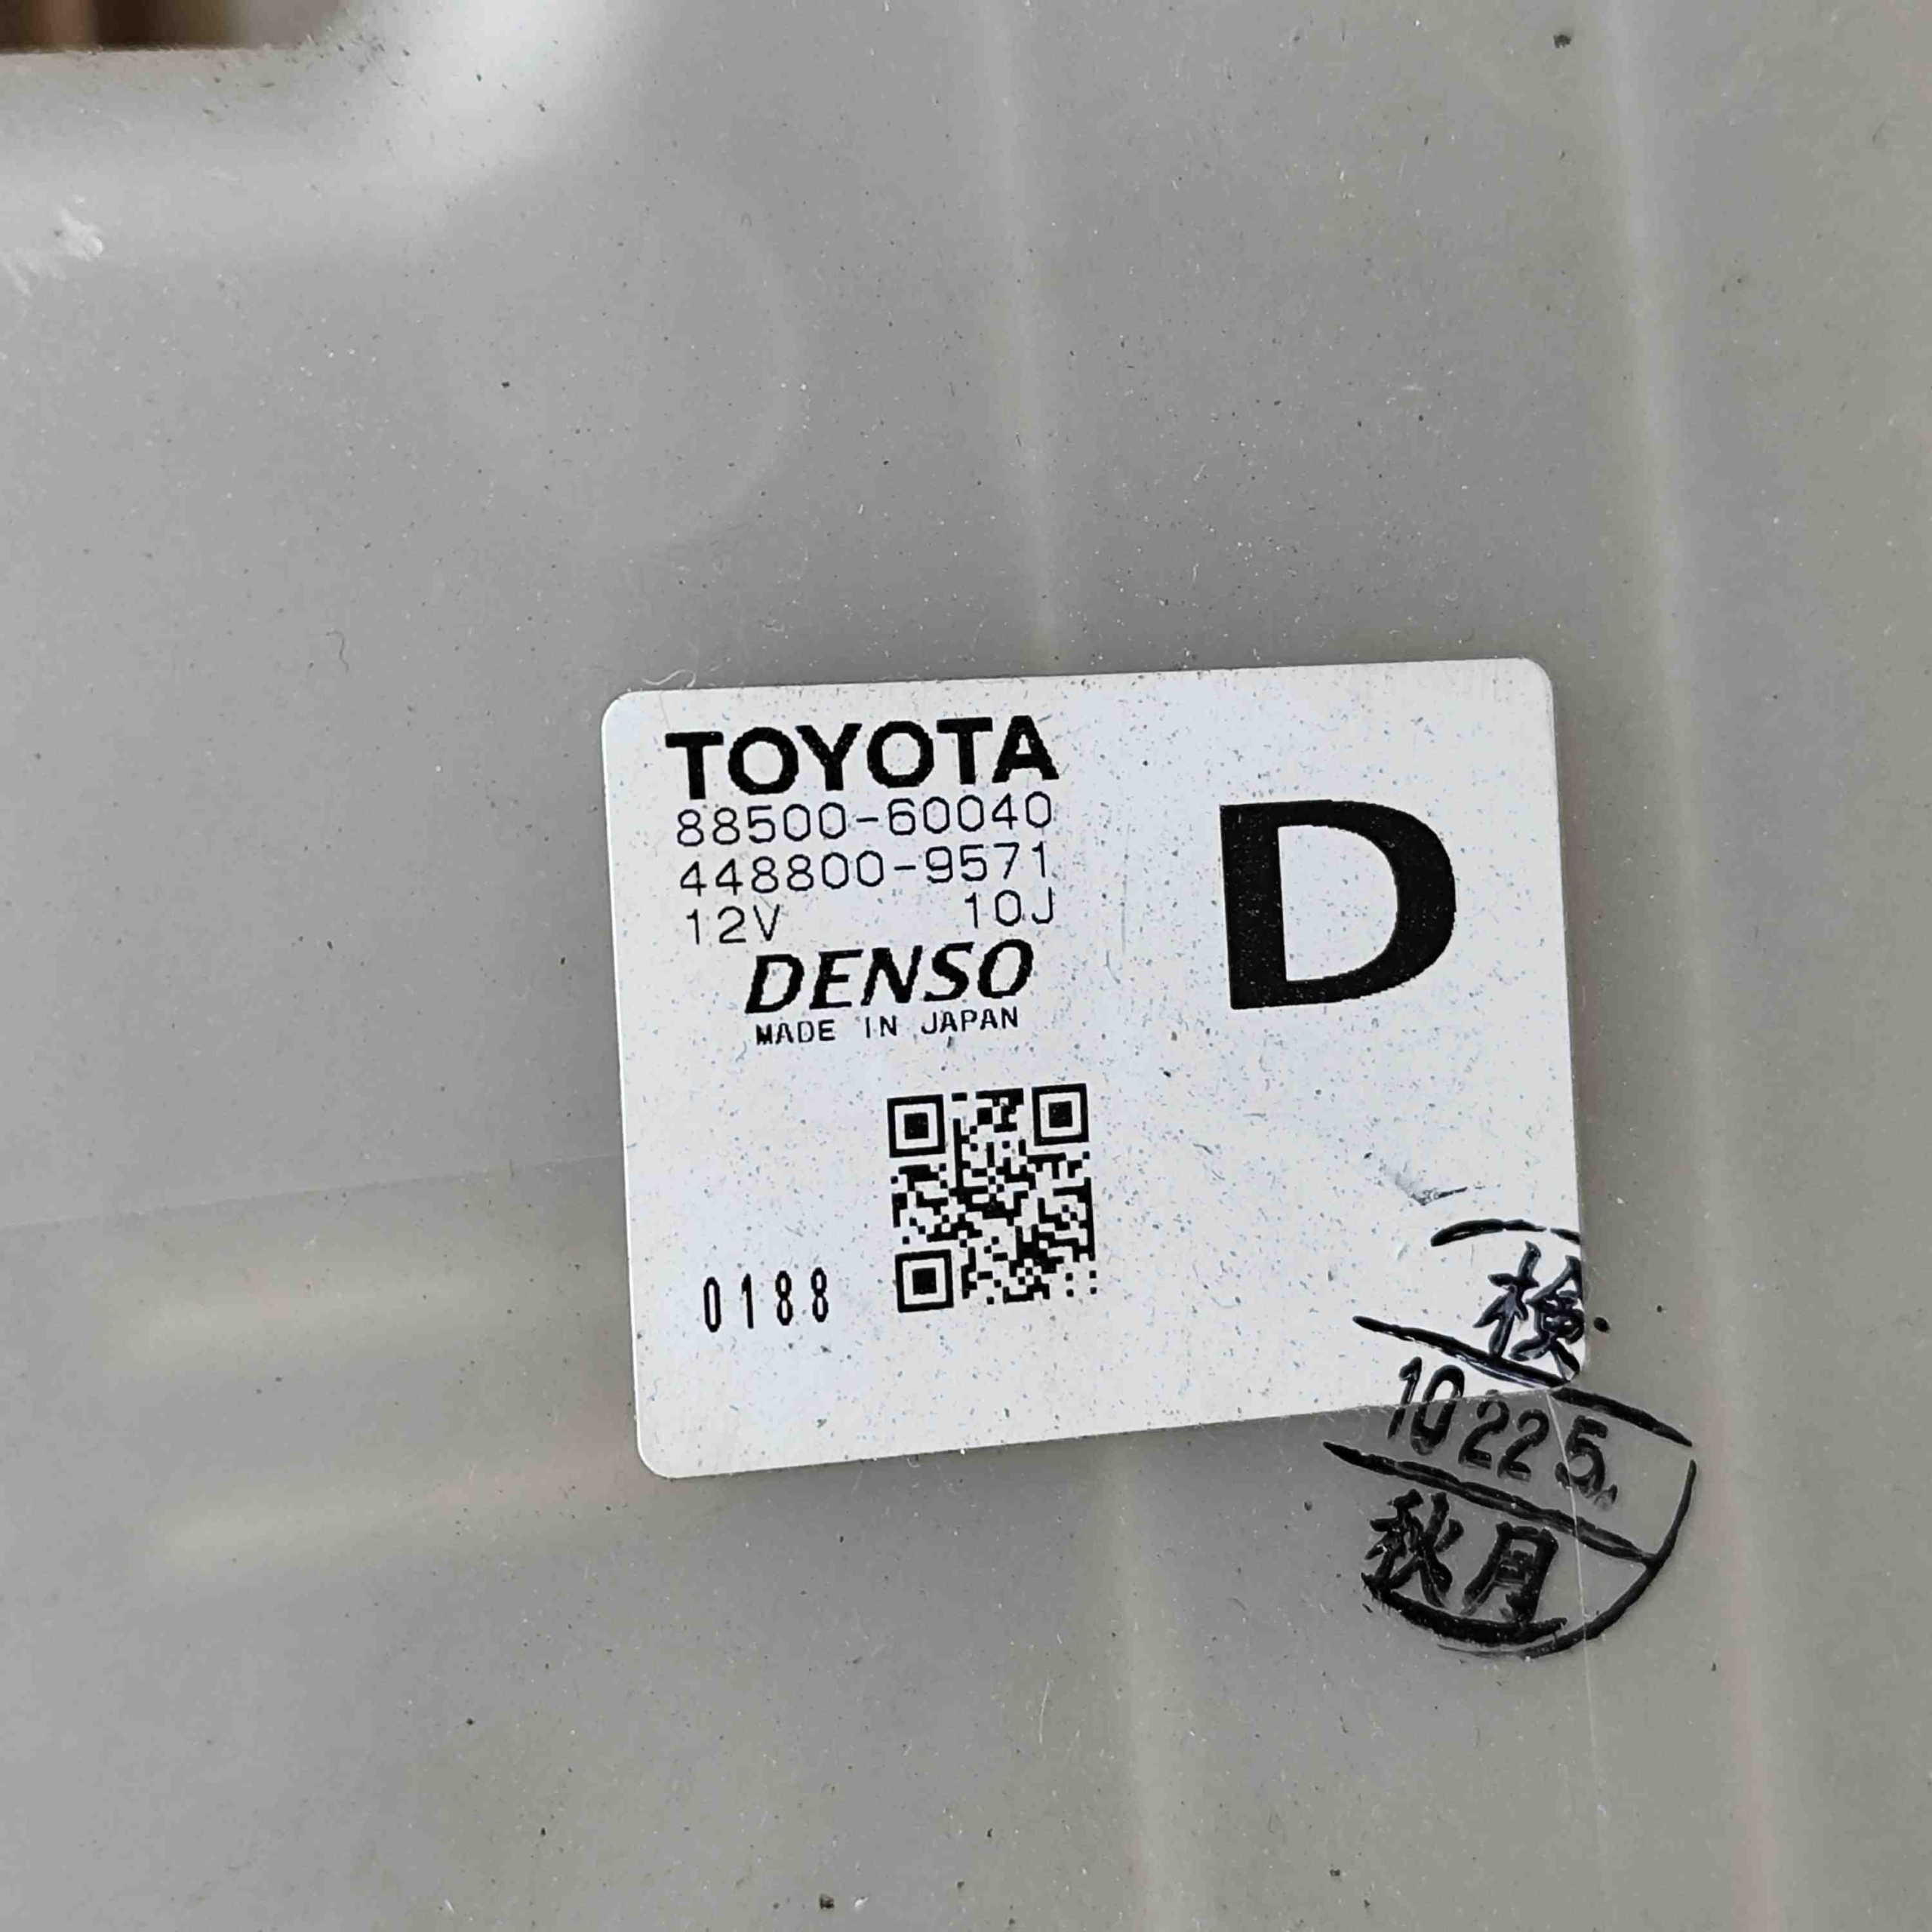 TOYOTA
88500-60040
448800-9571
12V 10J
DENSO
MADE IN JAPAN
D
0188
検
10 22 5.
秋月